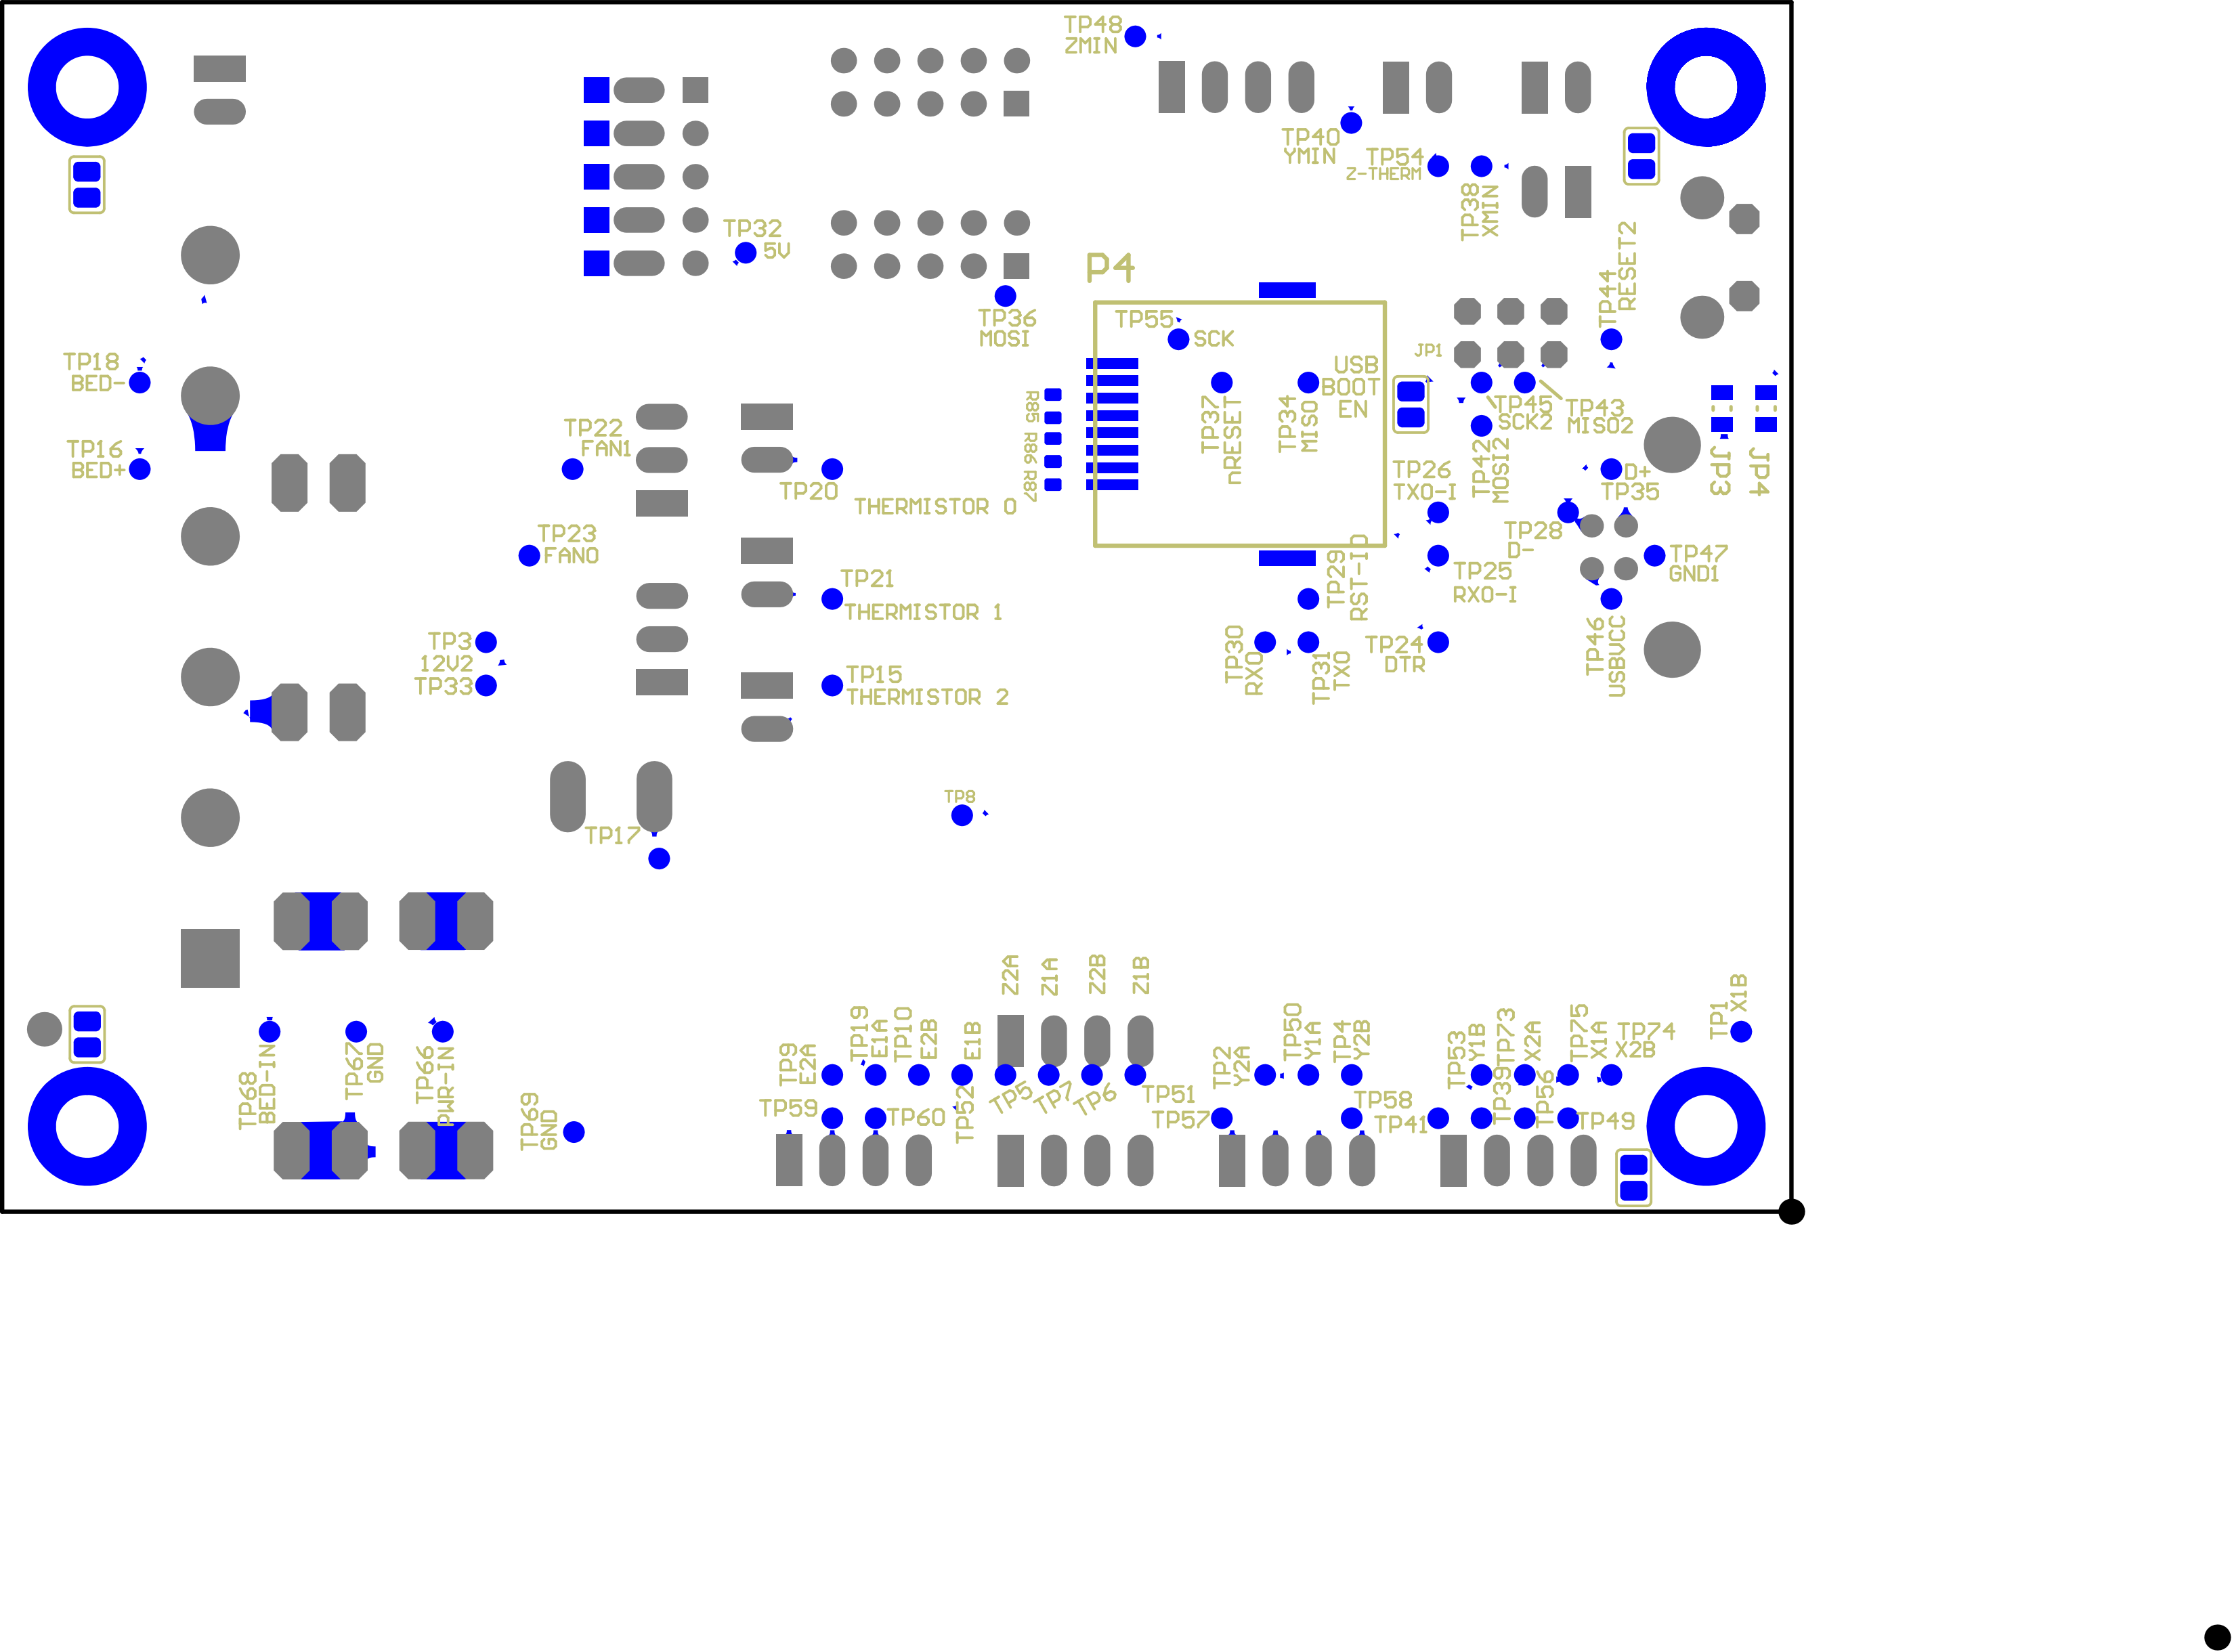 TP48
ZMIN
TP40
YMIN
TP54
Z-THERM
TP38
XMIN
TP32
5V
P4
TP36
MOSI
TP55
SCK
TP44
RESET2
JP1
USB
BOOT
EN
TP18
BED-
TP16
BED+
TP22
FAN1
TP20
THERMISTOR 0
R85
R86
R87
TP37
nRESET
TP34
MISO
TP45
SCK2
TP43
MISO2
TP42
MOSI2
TP26
TX0-I
D+
TP35
JP3
JP4
TP23
FAN0
TP28
D-
TP47
GND1
TP21
THERMISTOR 1
TP29
RST-ID
TP25
RX0-I
TP3
12V2
TP33
TP15
THERMISTOR 2
TP30
RX0
TP31
TX0
TP24
DTR
TP46
USBVCC
TP8
TP17
Z2A
Z1A
Z2B
Z1B
TP1
X1B
TP68
BED-IN
TP67
GND
TP66
PWR-IN
TP69
GND
TP9
E2A
TP19
E1A
TP10
E2B
E1B
TP52
TP59
TP60
TP5
TP7
TP6
TP51
TP57
TP2
Y2A
TP50
Y1A
TP4
Y2B
TP58
TP41
TP53
Y1B
TP73
TP39
X2A
TP56
TP75
X1A
TP74
X2B
TP49